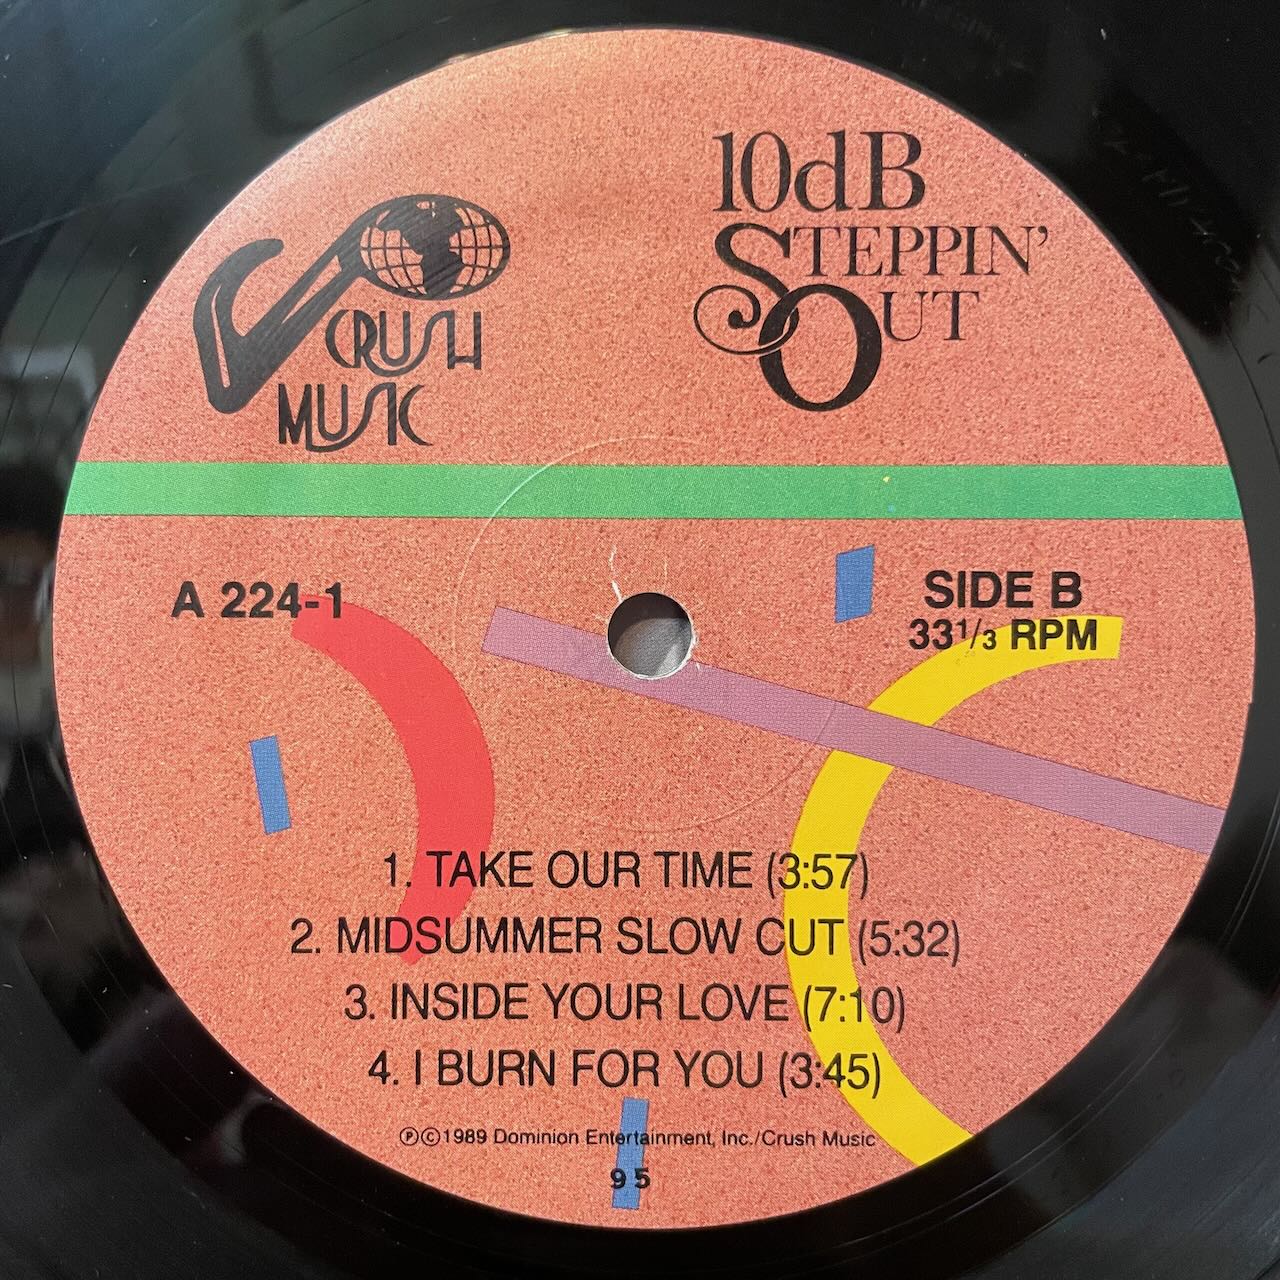 10dB
STEPPIN'
OUT
CRUSH
MUSIC
A 224-1
SIDE B
33 1/3 RPM
1. TAKE OUR TIME (3:57)
2. MIDSUMMER SLOW CUT (5:32)
3. INSIDE YOUR LOVE (7:10)
4. I BURN FOR YOU (3:45)
ⓅⒸ1989 Dominion Entertainment, Inc./Crush Music
95